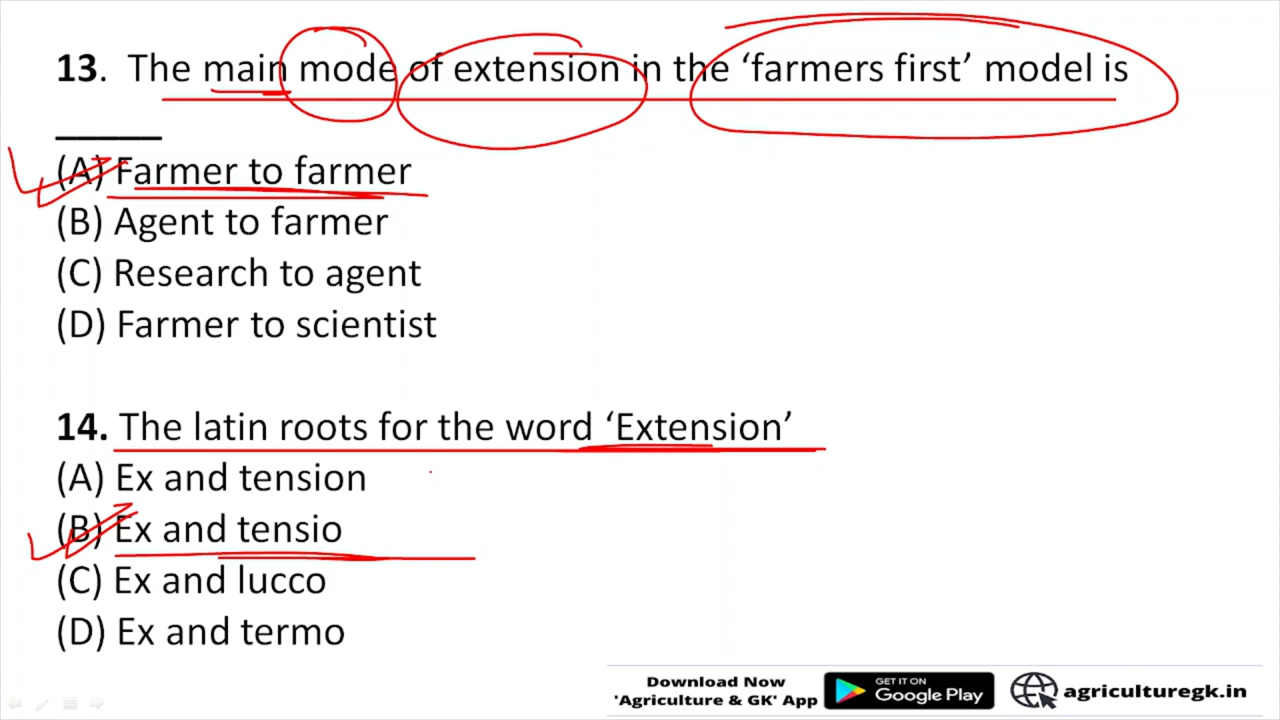 13. The main mode of extension in the ‘farmers first’ model is
_____
(A) Farmer to farmer
(B) Agent to farmer
(C) Research to agent
(D) Farmer to scientist
14. The latin roots for the word ‘Extension’
(A) Ex and tension
(B) Ex and tensio
(C) Ex and lucco
(D) Ex and termo
Download Now
'Agriculture & GK' App
GET IT ON
Google Play
agriculturegk.in